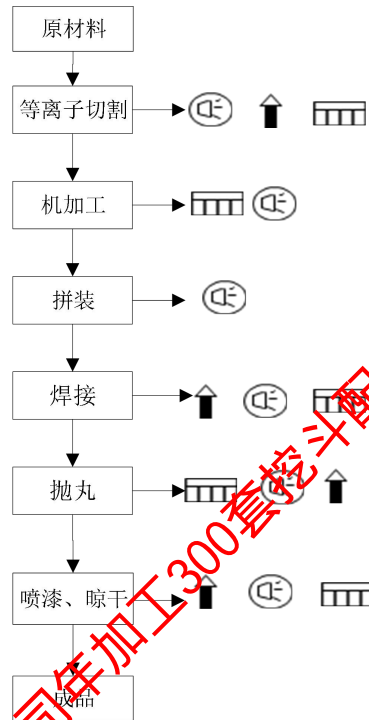 原材料
等离子切割
机加工
拼装
焊接
抛丸
喷漆、晾干
成品
同年加工300套挖斗配